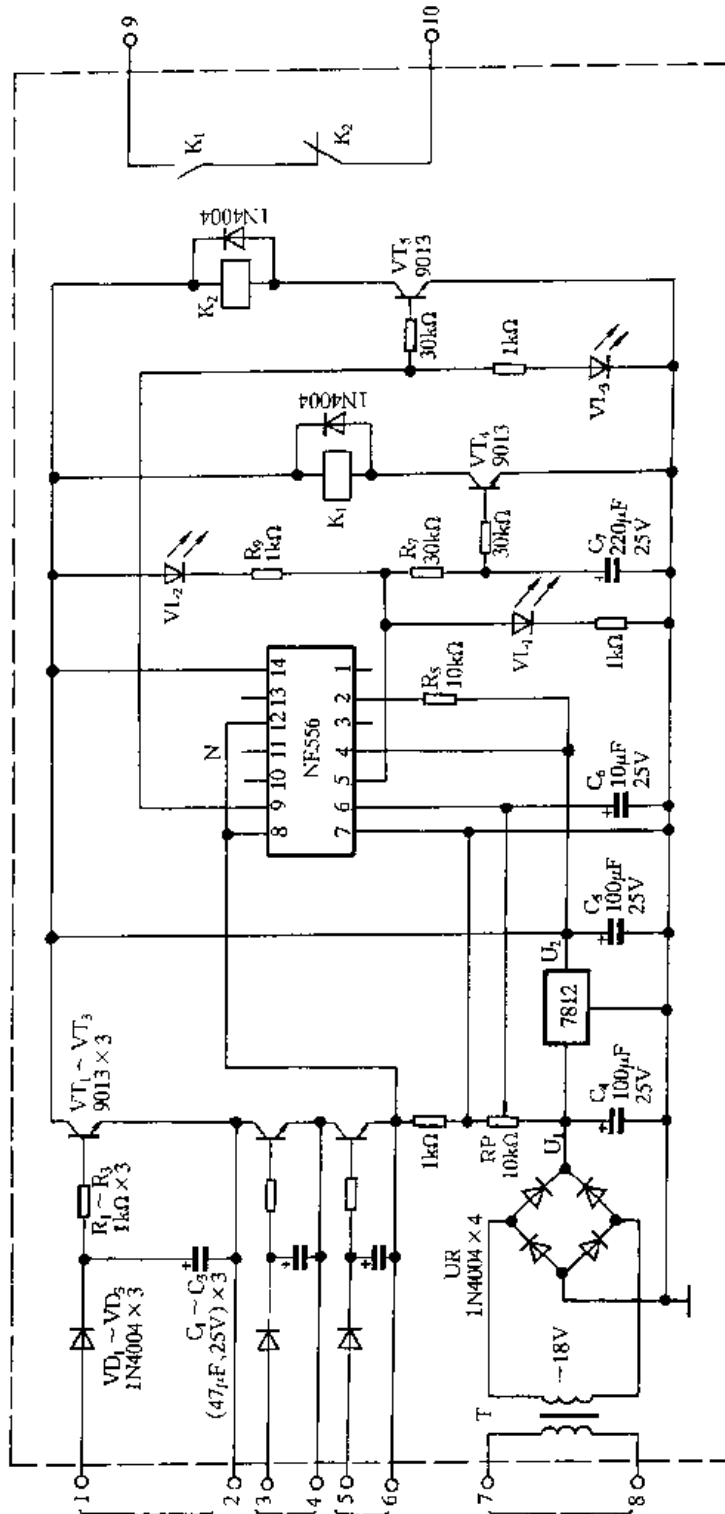 1
2
3
4
5
6
7
8
VD₁~VD₃
1N4004×3
R₁~R₃
1kΩ×3
VT₁~VT₃
9013×3
C₁~C₃
(47μF、25V)×3
1kΩ
RP
10kΩ
T
~18V
UR
1N4004×4
U₁
C₄
100μF
25V
7812
U₂
C₅
100μF
25V
C₆
10μF
25V
N
8 9 10 11 12 13 14
NE556
7 6 5 4 3 2 1
R₈
10kΩ
VL₂
R₉
1kΩ
R₇
30kΩ
30kΩ
VL₁
1kΩ
C₇
220μF
25V
K₁
1N4004
VT₄
9013
K₂
1N4004
VT₅
9013
30kΩ
1kΩ
VL₃
K₁
K₂
9
10